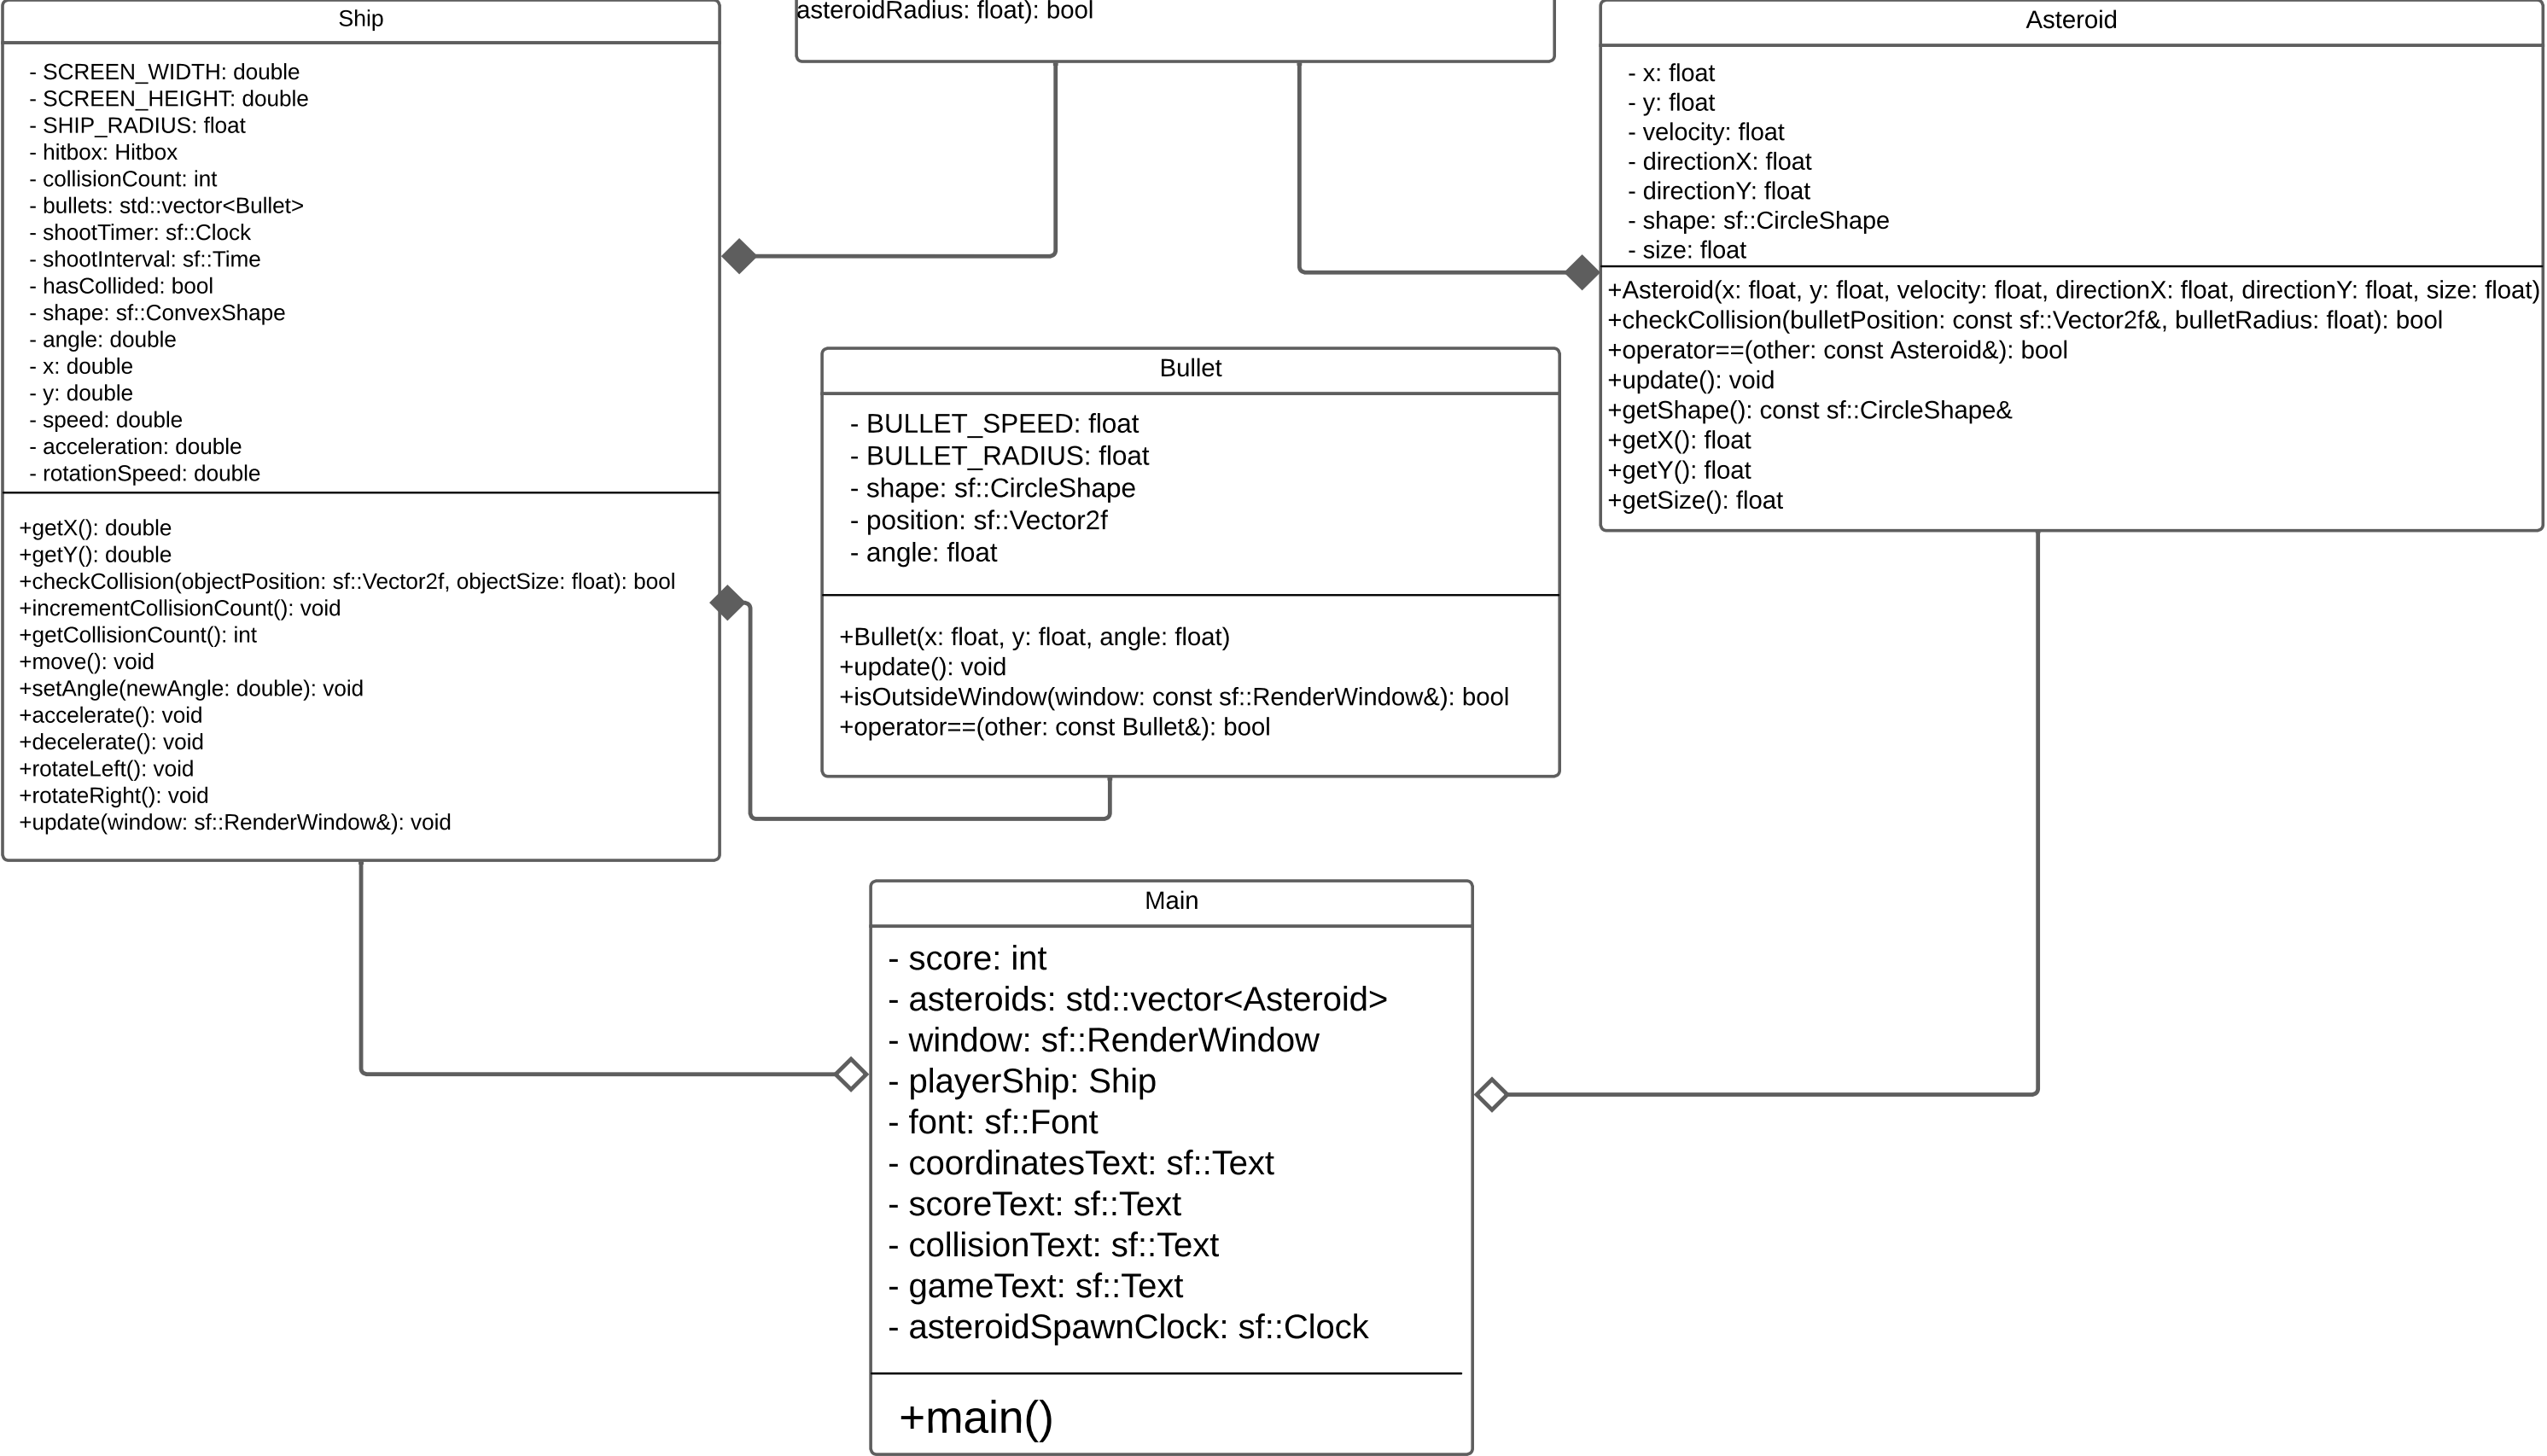 Ship
- SCREEN_WIDTH: double
- SCREEN_HEIGHT: double
- SHIP_RADIUS: float
- hitbox: Hitbox
- collisionCount: int
- bullets: std::vector<Bullet>
- shootTimer: sf::Clock
- shootInterval: sf::Time
- hasCollided: bool
- shape: sf::ConvexShape
- angle: double
- x: double
- y: double
- speed: double
- acceleration: double
- rotationSpeed: double
+getX(): double
+getY(): double
+checkCollision(objectPosition: sf::Vector2f, objectSize: float): bool
+incrementCollisionCount(): void
+getCollisionCount(): int
+move(): void
+setAngle(newAngle: double): void
+accelerate(): void
+decelerate(): void
+rotateLeft(): void
+rotateRight(): void
+update(window: sf::RenderWindow&): void
asteroidRadius: float): bool
Asteroid
- x: float
- y: float
- velocity: float
- directionX: float
- directionY: float
- shape: sf::CircleShape
- size: float
+Asteroid(x: float, y: float, velocity: float, directionX: float, directionY: float, size: float)
+checkCollision(bulletPosition: const sf::Vector2f&, bulletRadius: float): bool
+operator==(other: const Asteroid&): bool
+update(): void
+getShape(): const sf::CircleShape&
+getX(): float
+getY(): float
+getSize(): float
Bullet
- BULLET_SPEED: float
- BULLET_RADIUS: float
- shape: sf::CircleShape
- position: sf::Vector2f
- angle: float
+Bullet(x: float, y: float, angle: float)
+update(): void
+isOutsideWindow(window: const sf::RenderWindow&): bool
+operator==(other: const Bullet&): bool
Main
- score: int
- asteroids: std::vector<Asteroid>
- window: sf::RenderWindow
- playerShip: Ship
- font: sf::Font
- coordinatesText: sf::Text
- scoreText: sf::Text
- collisionText: sf::Text
- gameText: sf::Text
- asteroidSpawnClock: sf::Clock
+main()